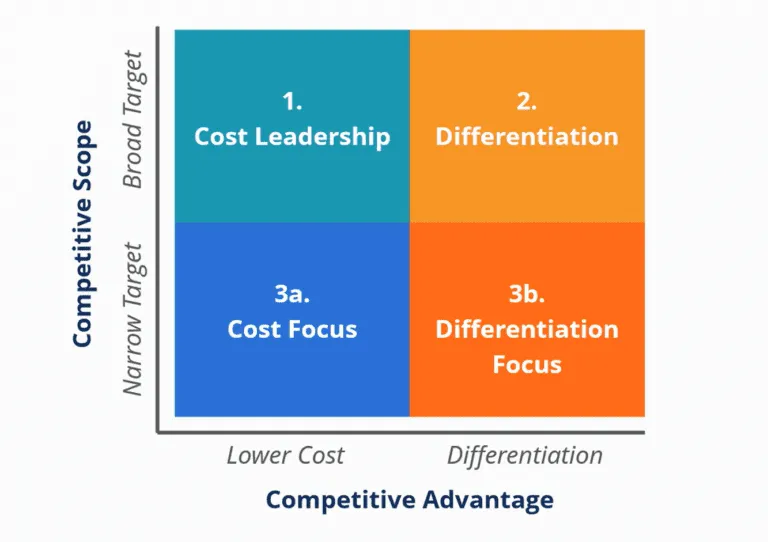 Competitive Scope
Broad Target
Narrow Target
1.
Cost Leadership
2.
Differentiation
3a.
Cost Focus
3b.
Differentiation
Focus
Lower Cost
Differentiation
Competitive Advantage